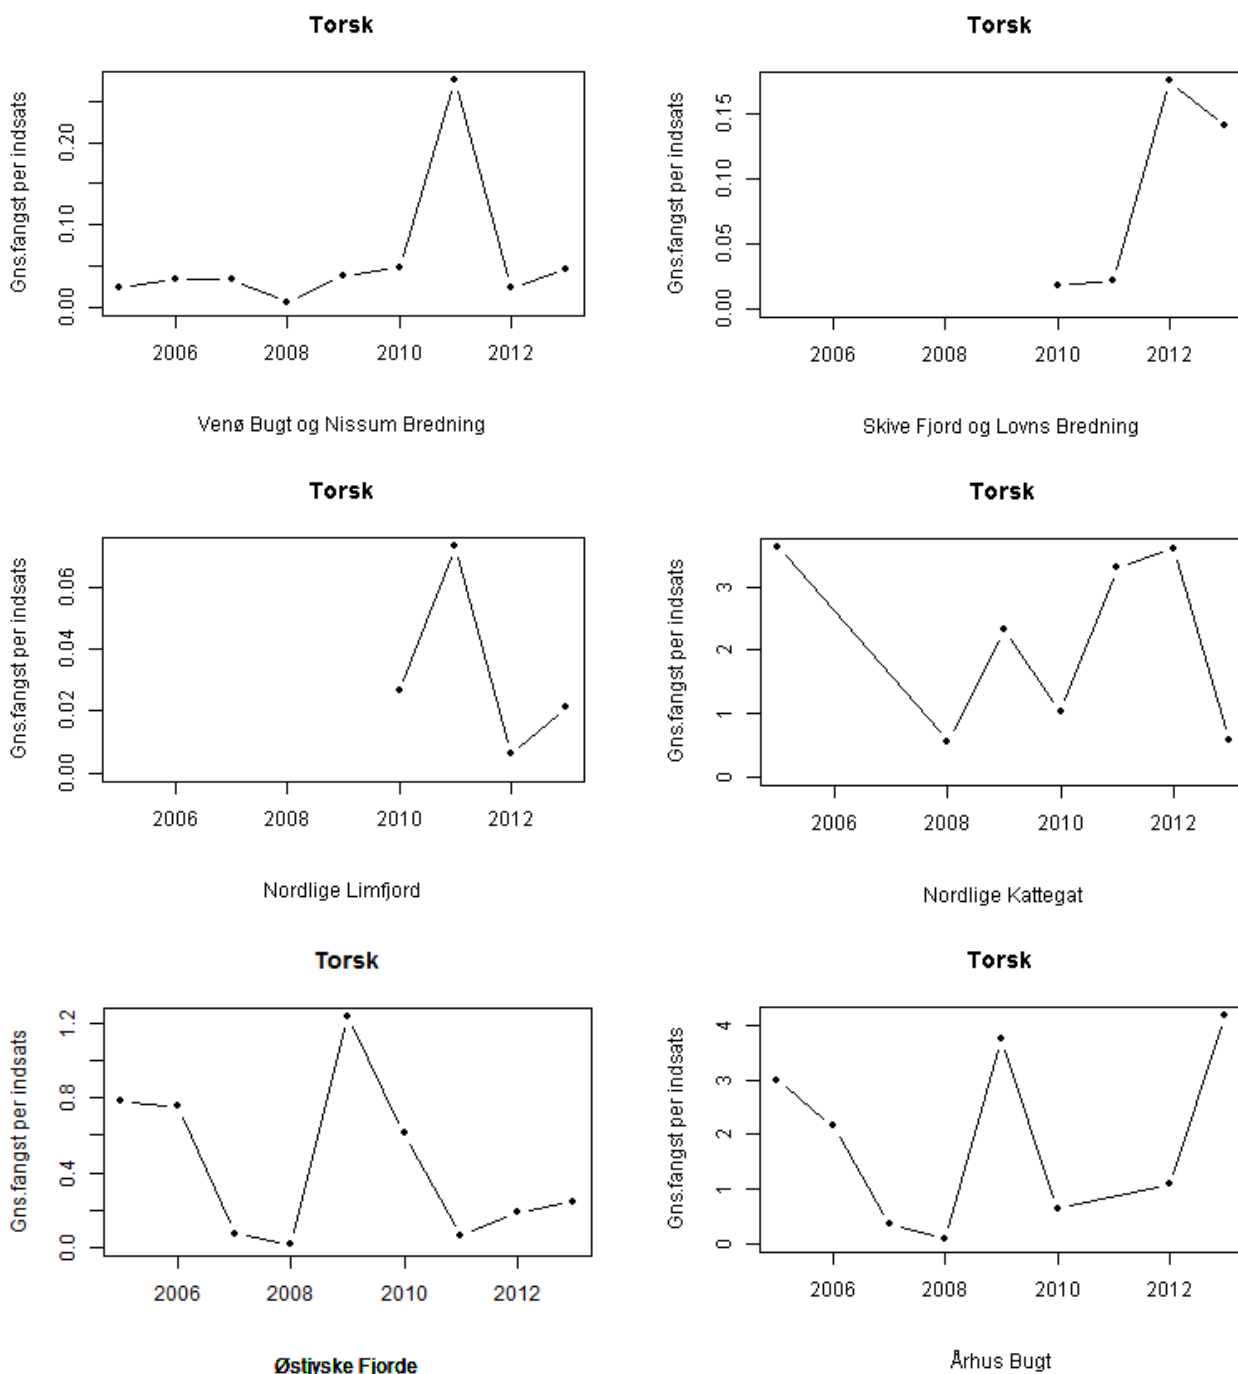 Torsk
Gns.fangst per indsats
0.00 0.10 0.20
2006 2008 2010 2012
Venø Bugt og Nissum Bredning
Torsk
Gns.fangst per indsats
0.00 0.05 0.10 0.15
2006 2008 2010 2012
Skive Fjord og Lovns Bredning
Torsk
Gns.fangst per indsats
0.00 0.02 0.04 0.06
2006 2008 2010 2012
Nordlige Limfjord
Torsk
Gns.fangst per indsats
0 1 2 3
2006 2008 2010 2012
Nordlige Kattegat
Torsk
Gns.fangst per indsats
0.0 0.4 0.8 1.2
2006 2008 2010 2012
Østjyske Fjorde
Torsk
Gns.fangst per indsats
0 1 2 3 4
2006 2008 2010 2012
Århus Bugt